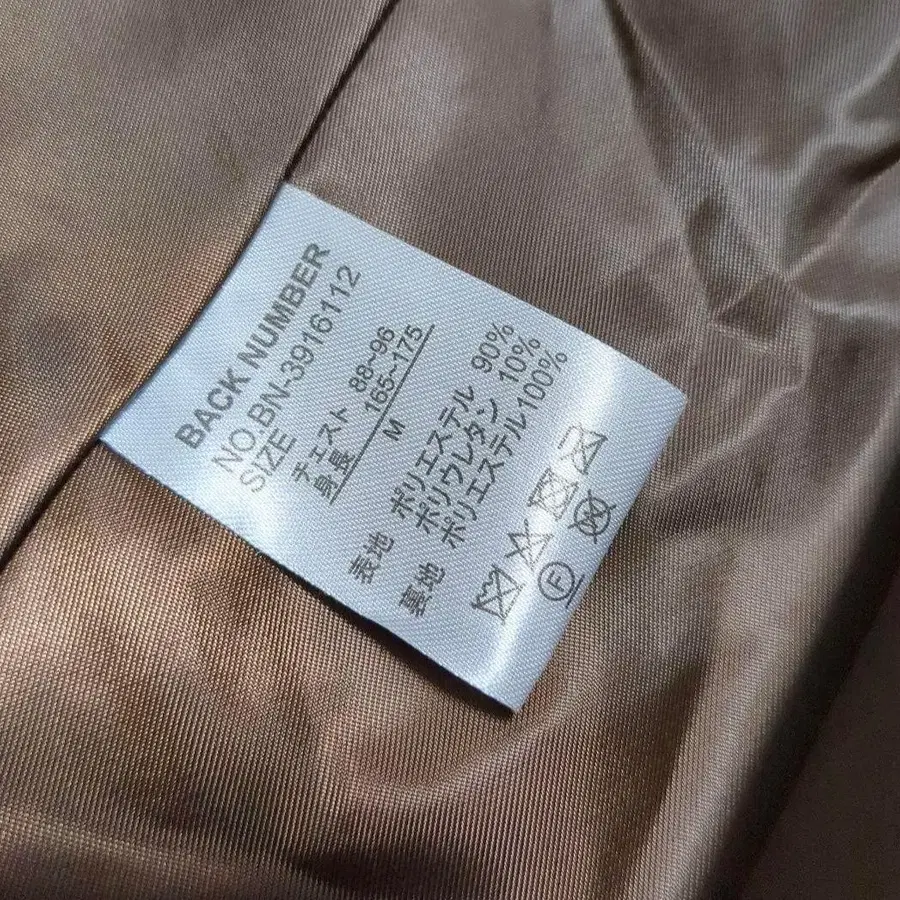 BACK NUMBER
NO.BN-3916112
SIZE
チェスト 88~96
身長 165~175
M
表地 ポリエステル 90%
ポリウレタン 10%
裏地 ポリエステル100%
F